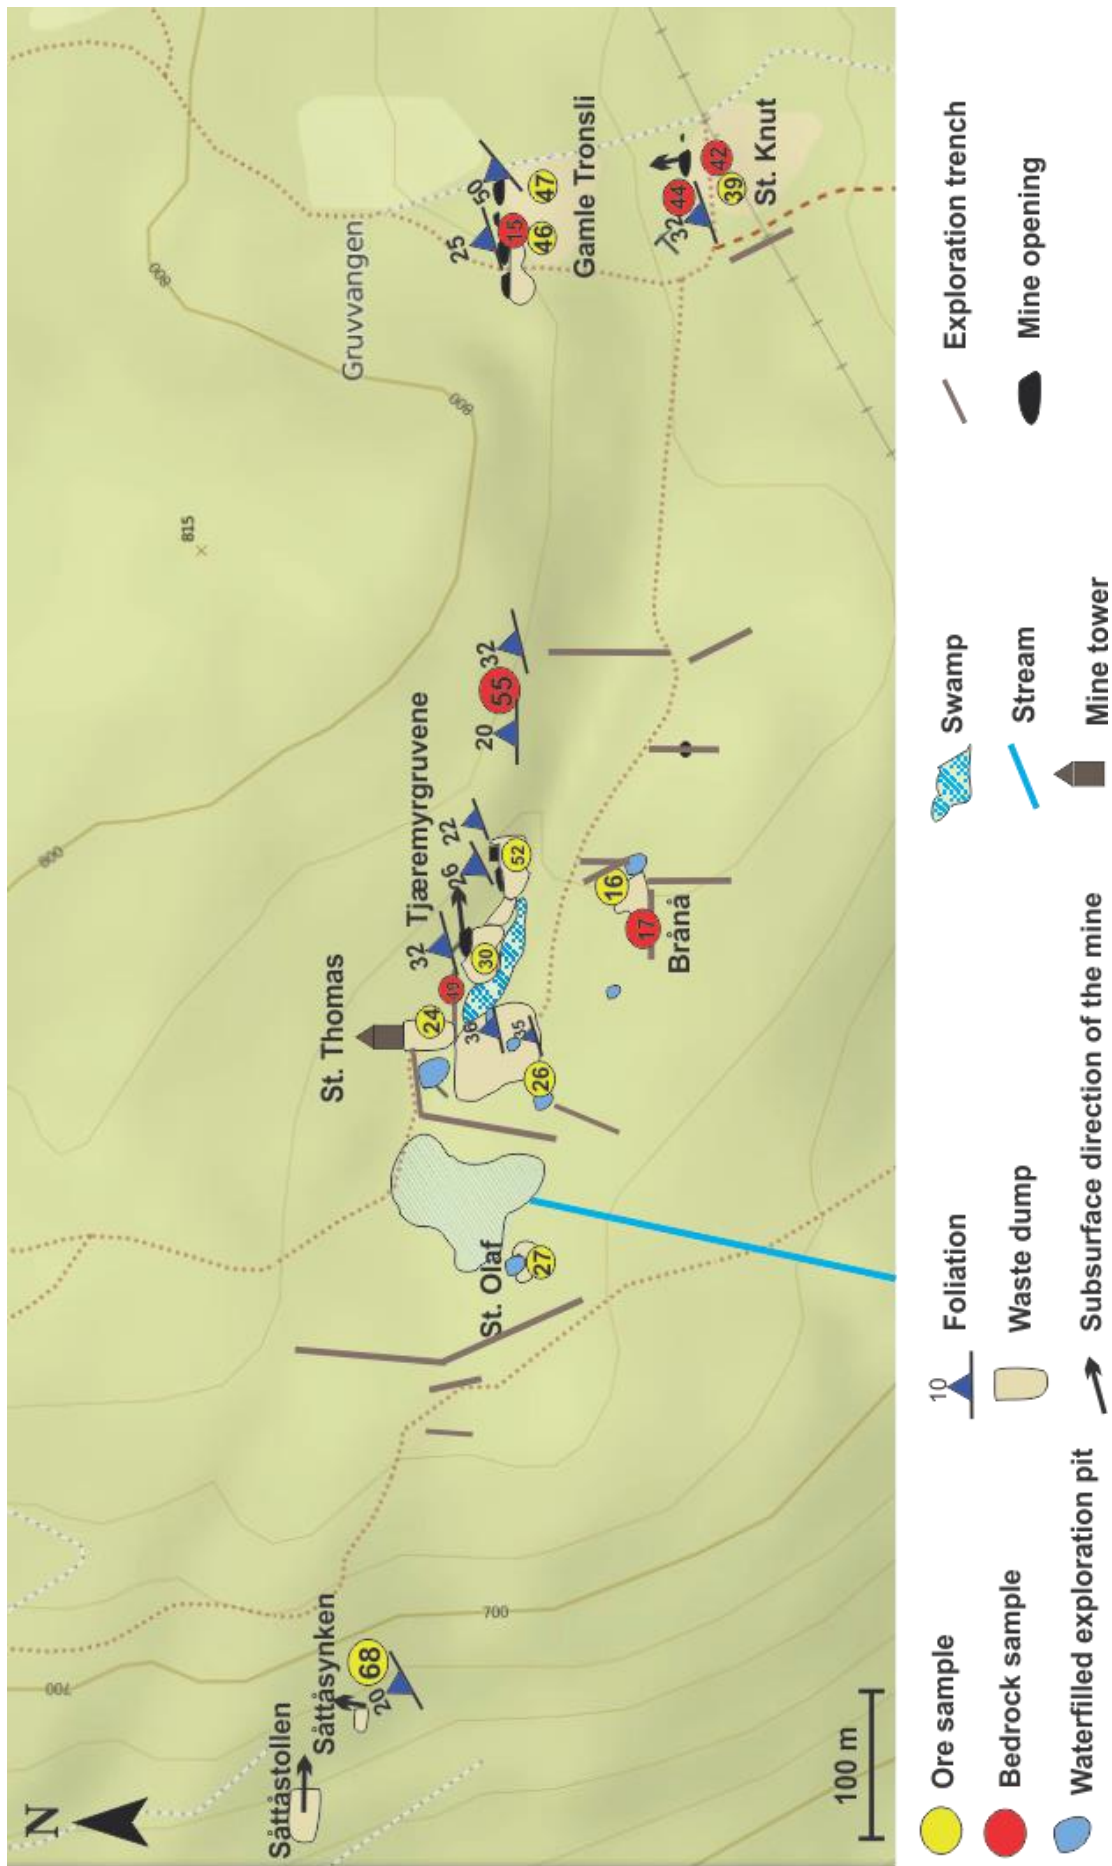 N
700
800
815
800
800
Såttåstollen
Såttåsynken
68
20
700
St. Thomas
Gruvvangen
24
49
32
Tjæremyrgruvene
30
26
22
52
36
35
26
St. Olaf
27
20
55
32
25
50
15
46
47
Gamle Tronsli
16
17
Brånå
32
44
42
39
St. Knut
100 m
Ore sample
Bedrock sample
Waterfilled exploration pit
10
Foliation
Waste dump
Subsurface direction of the mine
Swamp
Stream
Mine tower
Exploration trench
Mine opening